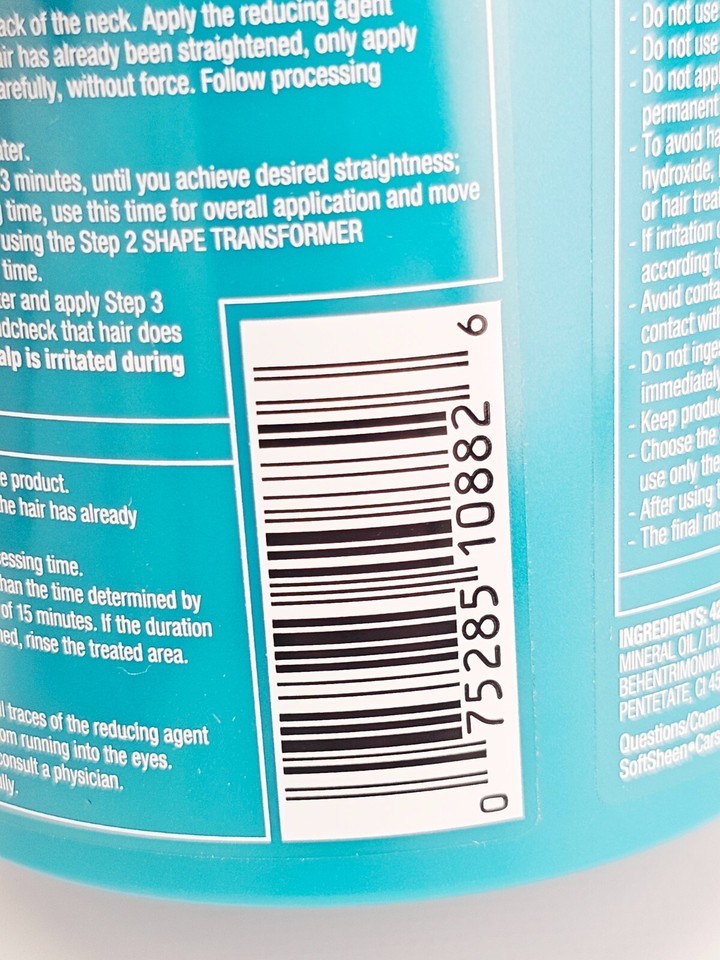 ack of the neck. Apply the reducing agent
air has already been straightened, only apply
arefully, without force. Follow processing
ater.
3 minutes, until you achieve desired straightness;
time, use this time for overall application and move
using the Step 2 SHAPE TRANSFORMER
time.
ter and apply Step 3
dcheck that hair does
alp is irritated during
e product.
he hair has already
essing time.
han the time determined by
of 15 minutes. If the duration
ned, rinse the treated area.
l traces of the reducing agent
om running into the eyes.
consult a physician.
lly.
0 75285 10882 6
- Do not use
- Do not use
- Do not app
permanent
- To avoid ha
hydroxide,
or hair treat
- If irritation
according t
- Avoid conta
contact with
- Do not inges
immediately
- Keep produ
- Choose the
use only the
- After using
- The final rin
INGREDIENTS: 4
MINERAL OIL / H
BEHENTRIMONIUM
PENTETATE, CI 45
Questions/Com
SoftSheen•Cars